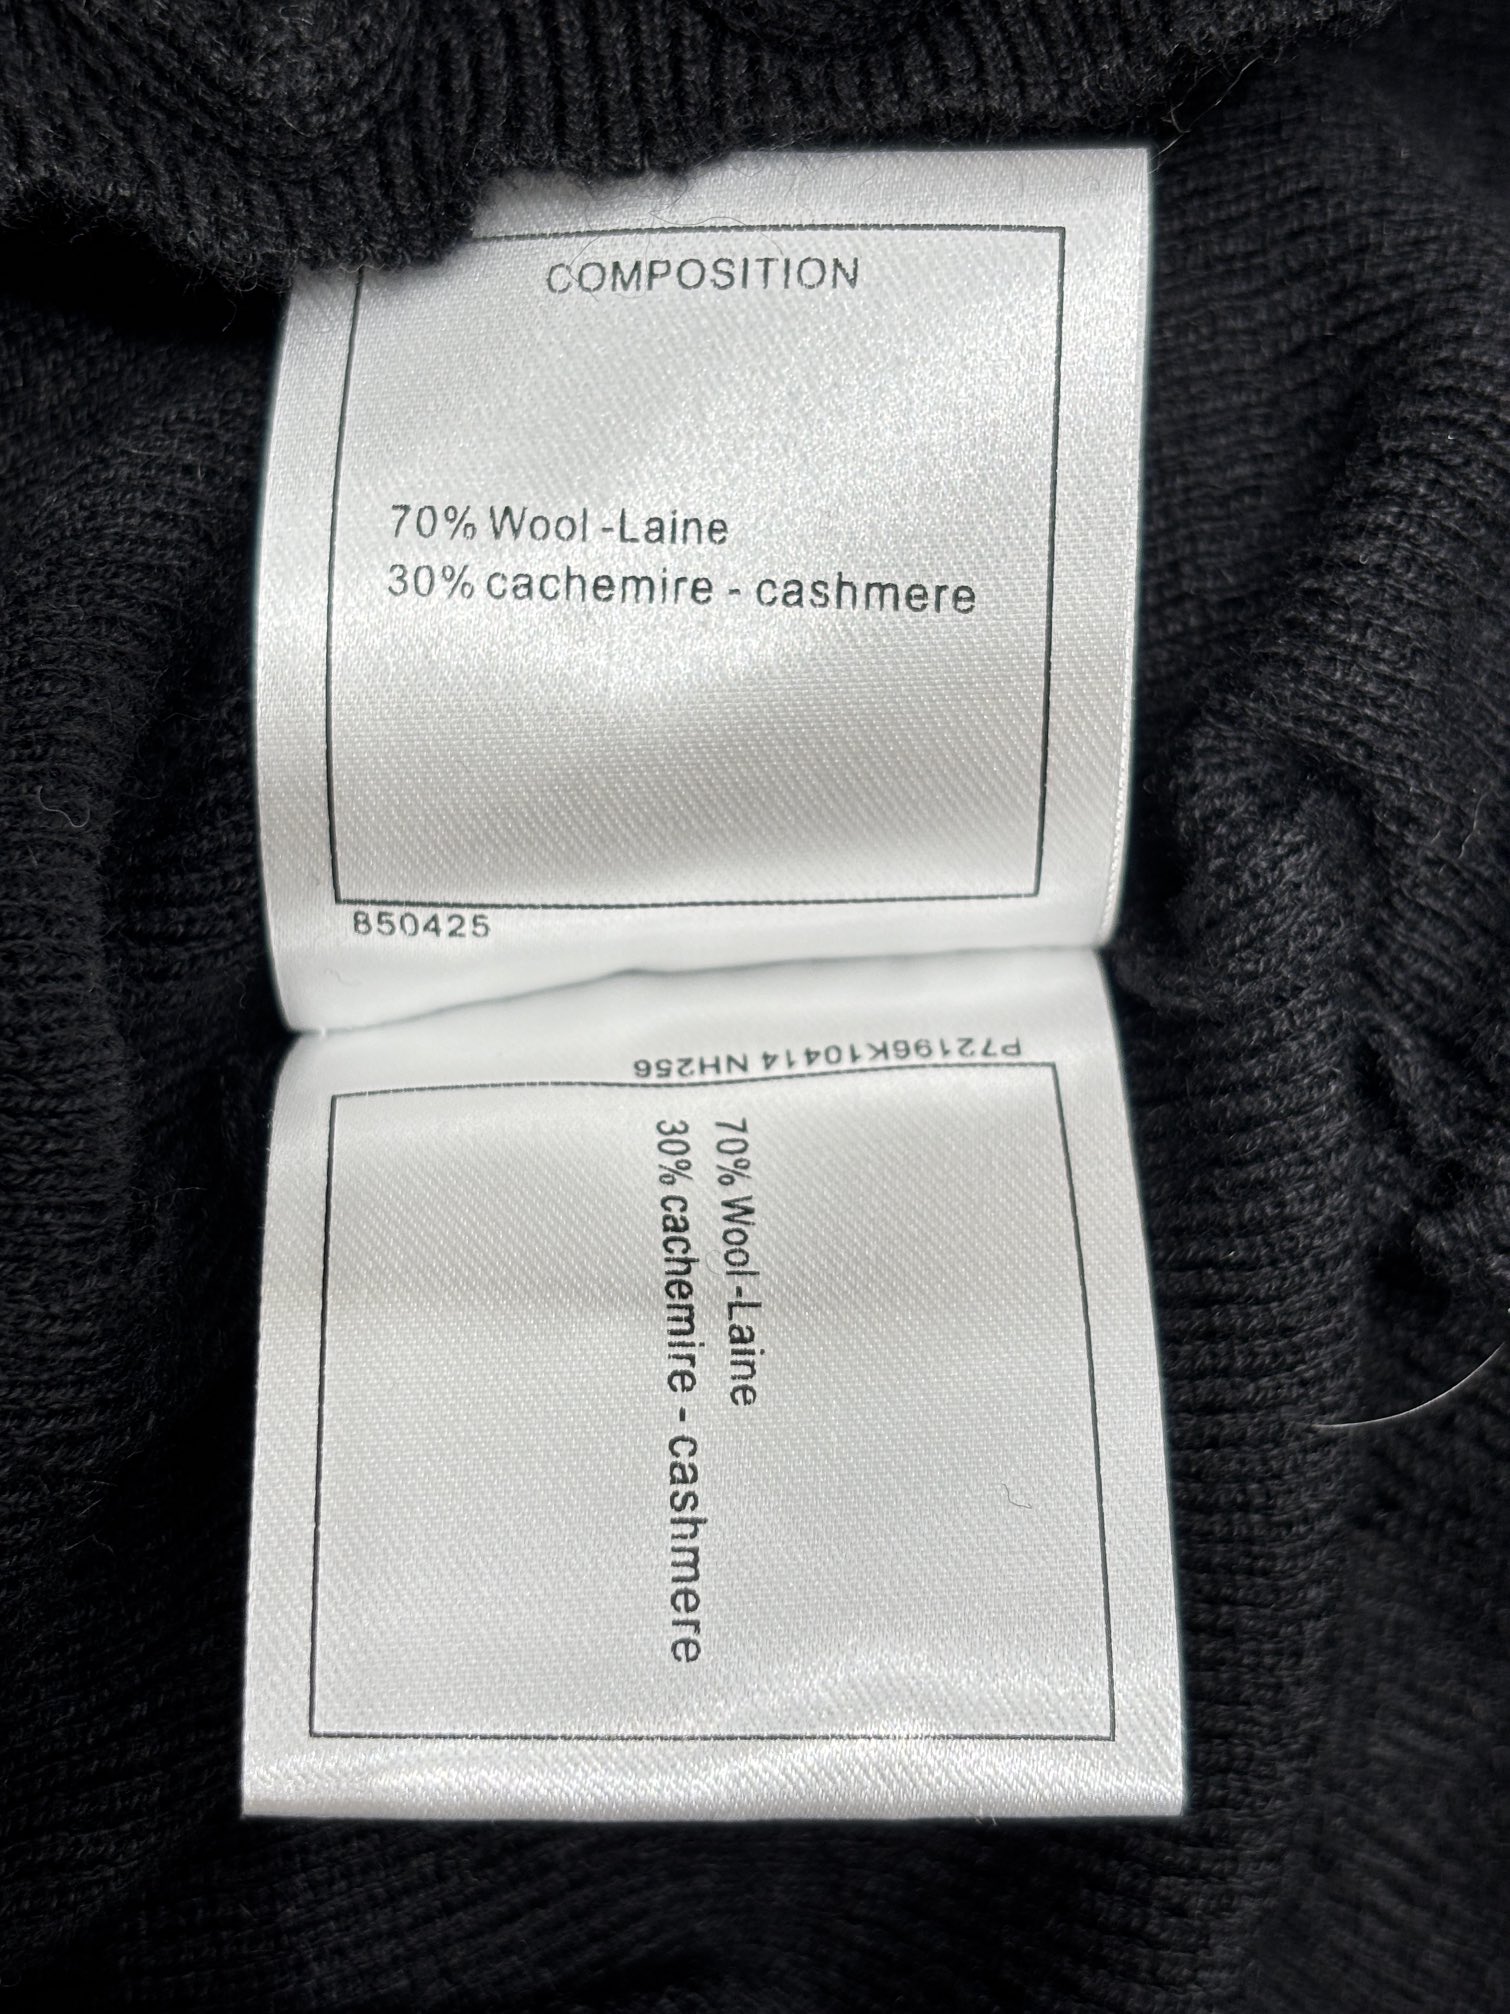 COMPOSITION
70% Wool -Laine
30% cachemire - cashmere
850425
P72196K10414 NH256
70% Wool -Laine
30% cachemire - cashmere